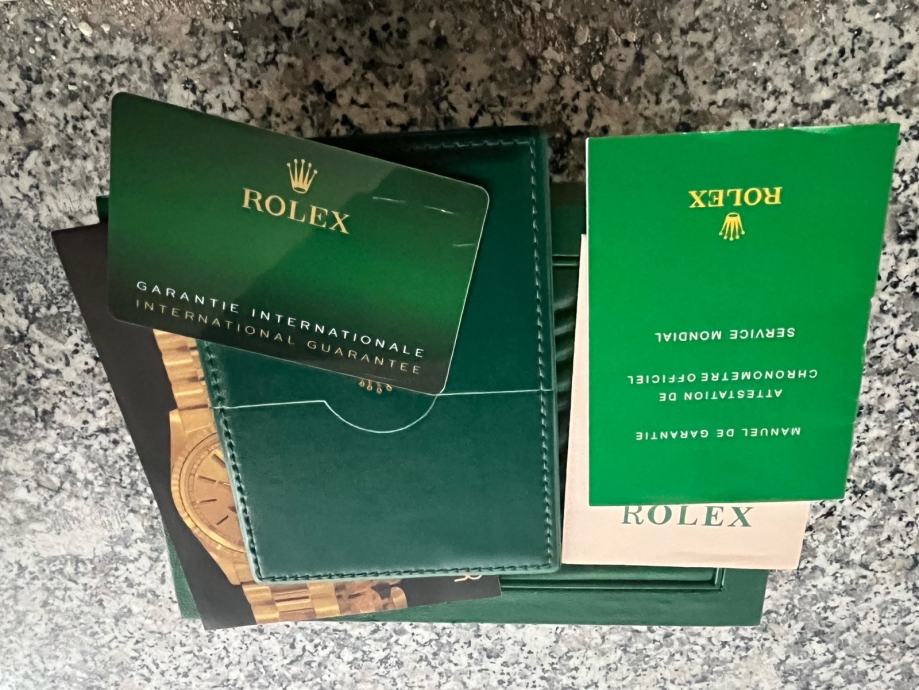 ROLEX
GARANTIE INTERNATIONALE
INTERNATIONAL GUARANTEE
ROLEX
SERVICE MONDIAL
ATTESTATION DE
CHRONOMETRE OFFICIEL
MANUEL DE GARANTIE
ROLEX